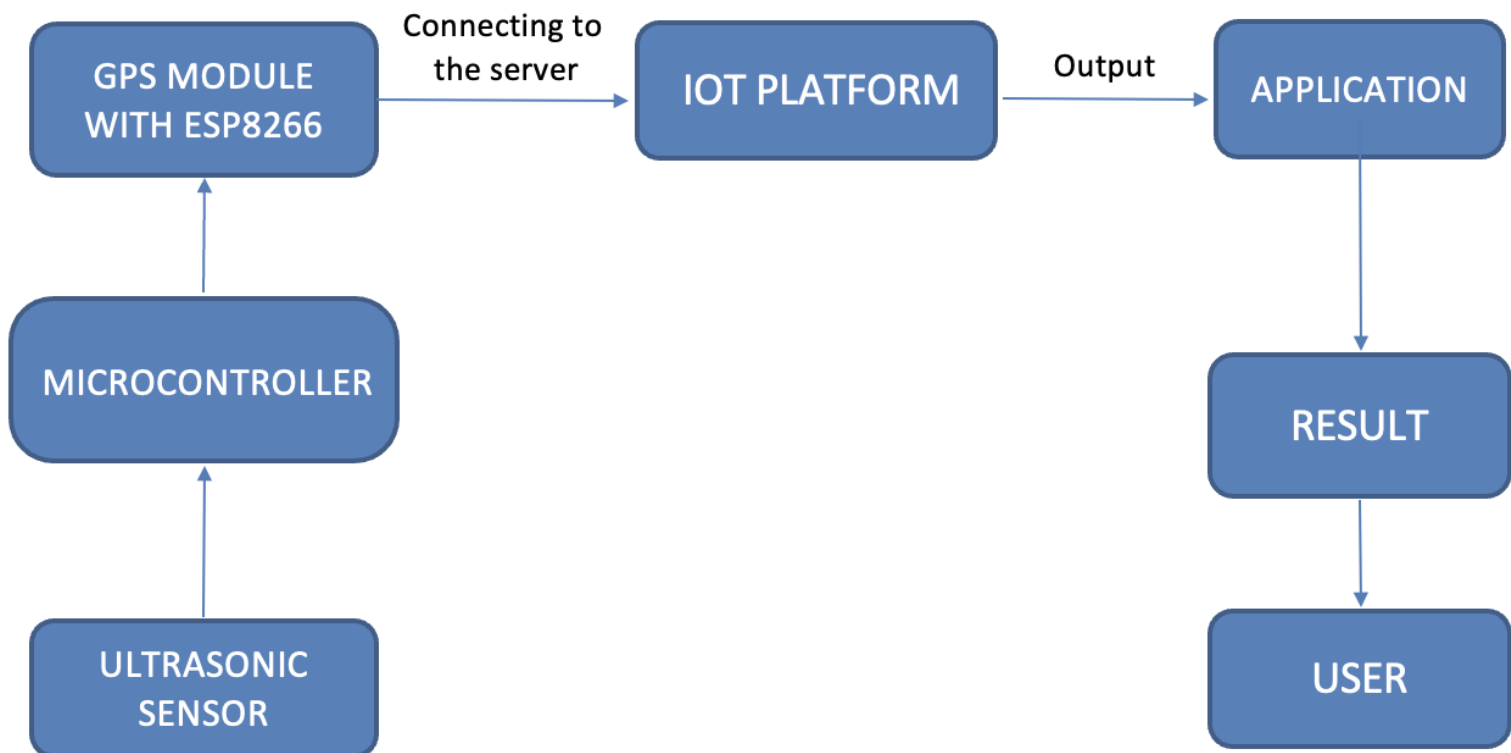 GPS MODULE
WITH ESP8266
Connecting to
the server
IOT PLATFORM
Output
APPLICATION
MICROCONTROLLER
RESULT
ULTRASONIC
SENSOR
USER